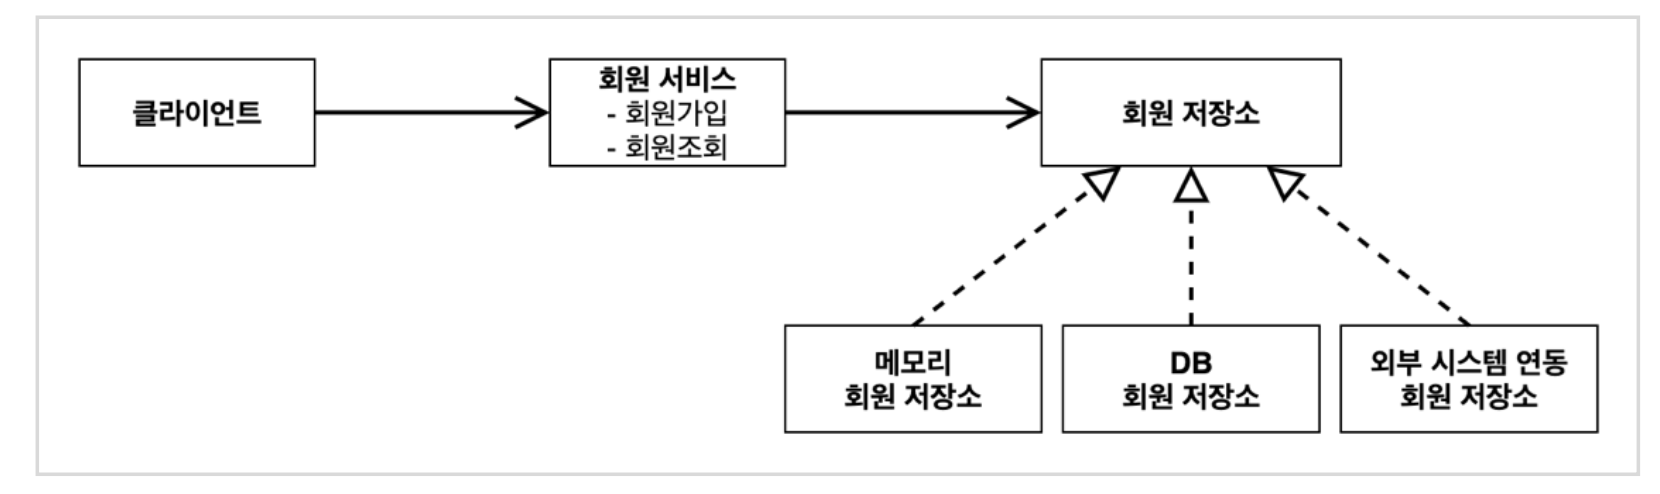 클라이언트
회원 서비스
- 회원가입
- 회원조회
회원 저장소
메모리
회원 저장소
DB
회원 저장소
외부 시스템 연동
회원 저장소